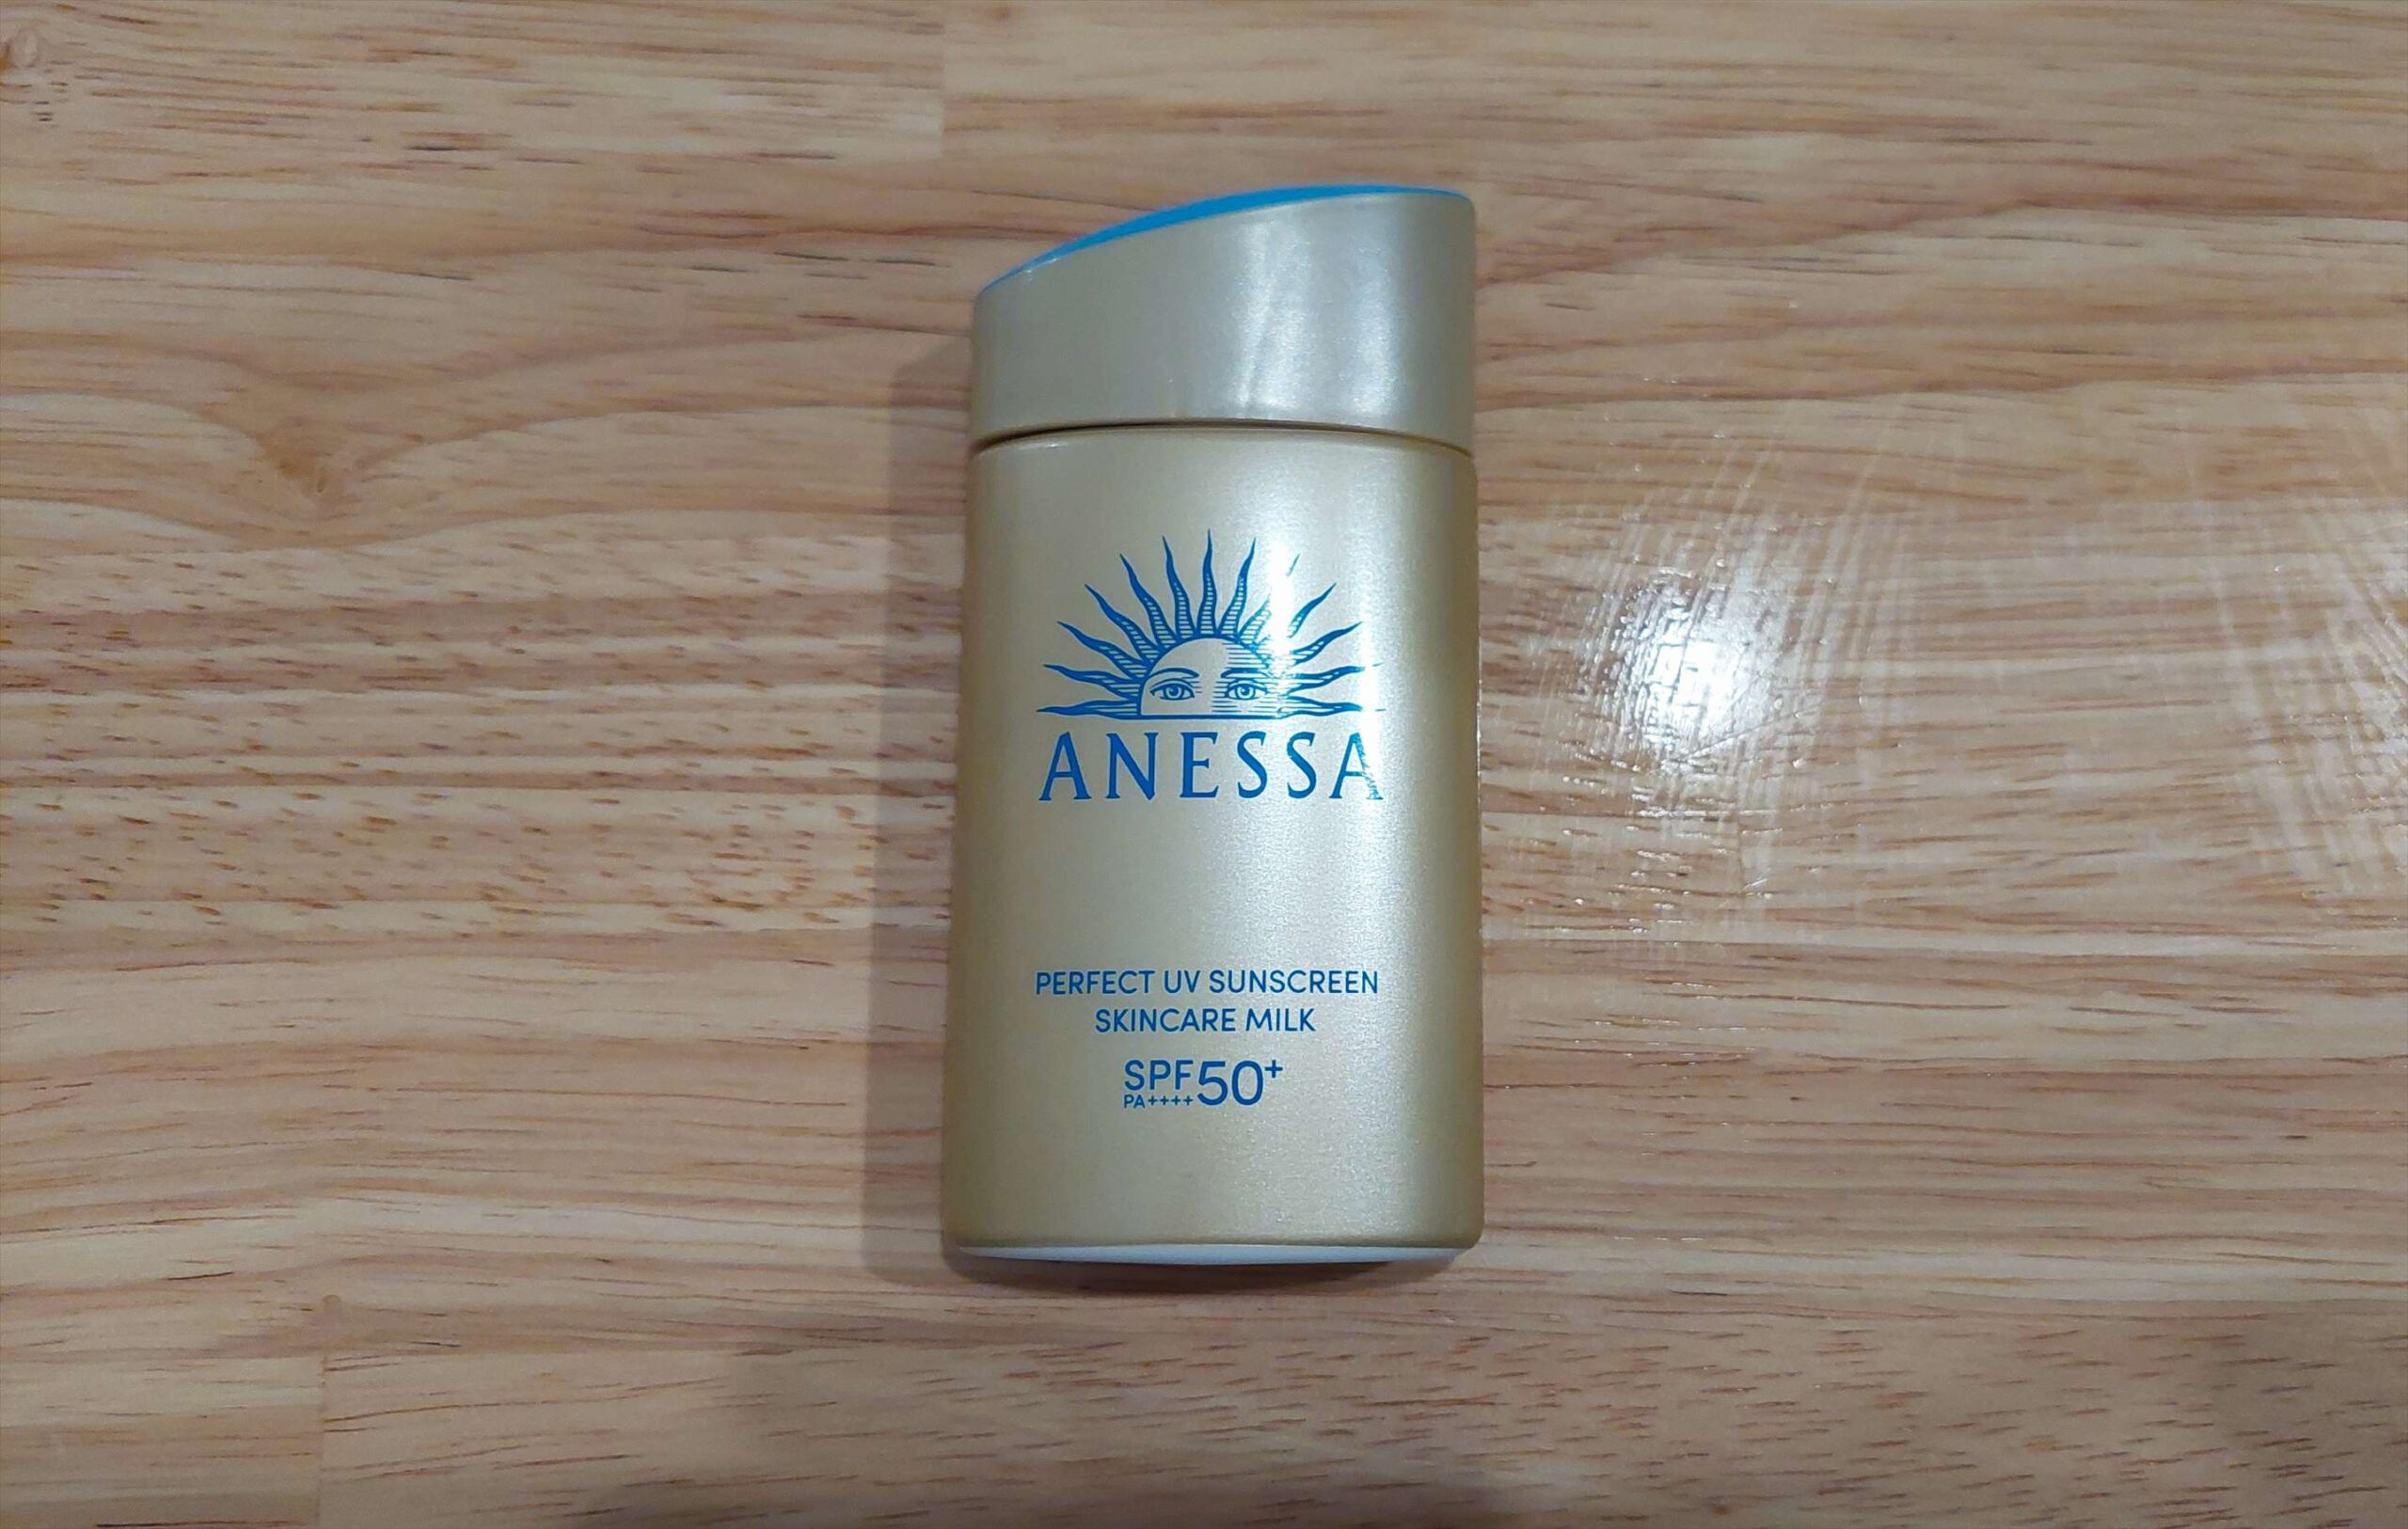 ANESSA
PERFECT UV SUNSCREEN
SKINCARE MILK
SPF50+
PA++++